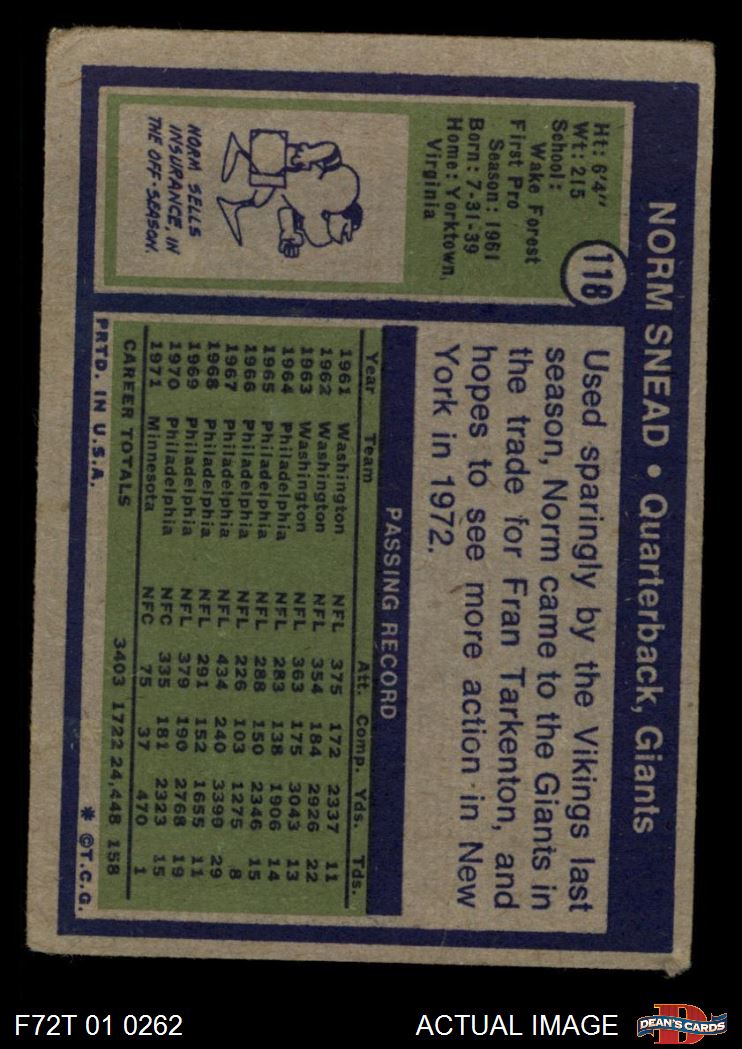 NORM SNEAD • Quarterback, Giants
118
Ht: 6'4"
Wt: 215
School:
Wake Forest
First Pro
Season: 1961
Born: 7-31-39
Home: Yorktown,
Virginia
NORM SELLS
INSURANCE, IN
THE OFF-SEASON.
Used sparingly by the Vikings last
season, Norm came to the Giants in
the trade for Fran Tarkenton, and
hopes to see more action in New
York in 1972.
PASSING RECORD
Year Team Att. Comp. Yds. Tds.
1961 Washington NFL 375 172 2337 11
1962 Washington NFL 354 184 2926 22
1963 Washington NFL 363 175 3043 13
1964 Philadelphia NFL 283 138 1906 14
1965 Philadelphia NFL 288 150 2346 15
1966 Philadelphia NFL 226 103 1275 8
1967 Philadelphia NFL 434 240 3399 29
1968 Philadelphia NFL 291 152 1655 11
1969 Philadelphia NFL 379 190 2768 19
1970 Philadelphia NFC 335 181 2323 15
1971 Minnesota NFC 75 37 470 1
CAREER TOTALS 3403 1722 24,448 158
PRTD. IN U.S.A. * ©T.C.G.
F72T 01 0262 ACTUAL IMAGE DEAN'S CARDS